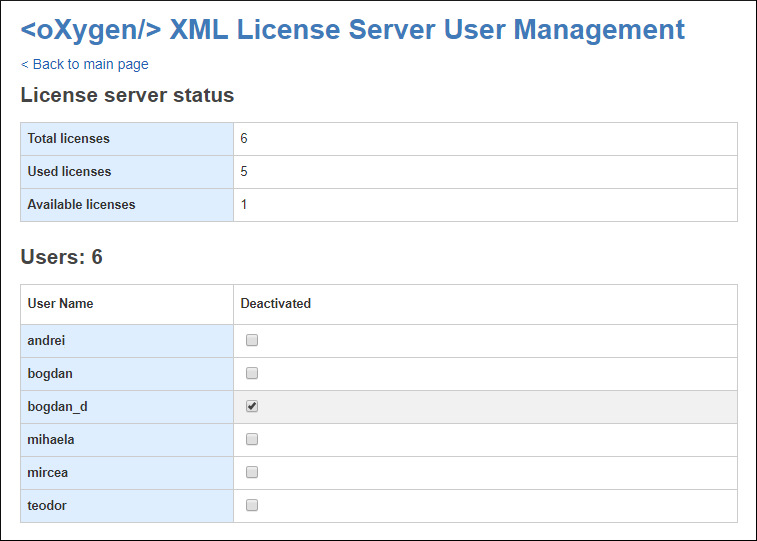 <oXygen/> XML License Server User Management
< Back to main page
License server status
Total licenses 6
Used licenses 5
Available licenses 1
Users: 6
User Name Deactivated
andrei
bogdan
bogdan_d
mihaela
mircea
teodor